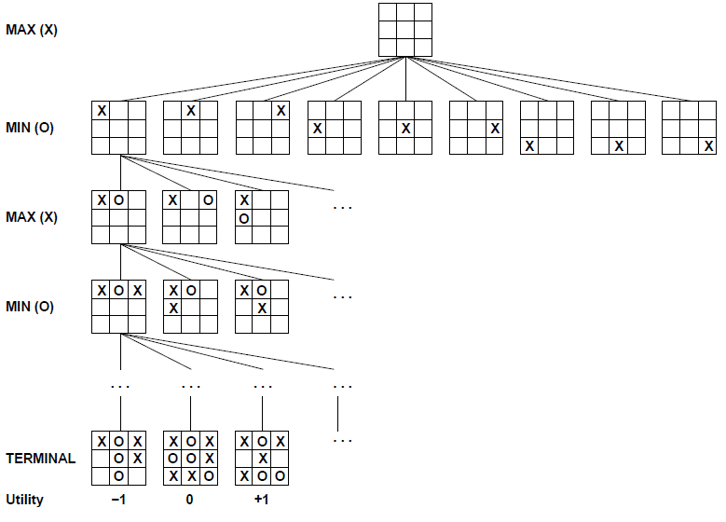 MAX (X)
MIN (O)
X X X X X X X X X
MAX (X)
X O X O X
O
. . .
MIN (O)
X O X X O X O
X X
. . .
. . . . . . . . . . . .
TERMINAL
X O X X O X X O X
O X O O X X
O X X O X O O
. . .
Utility −1 0 +1